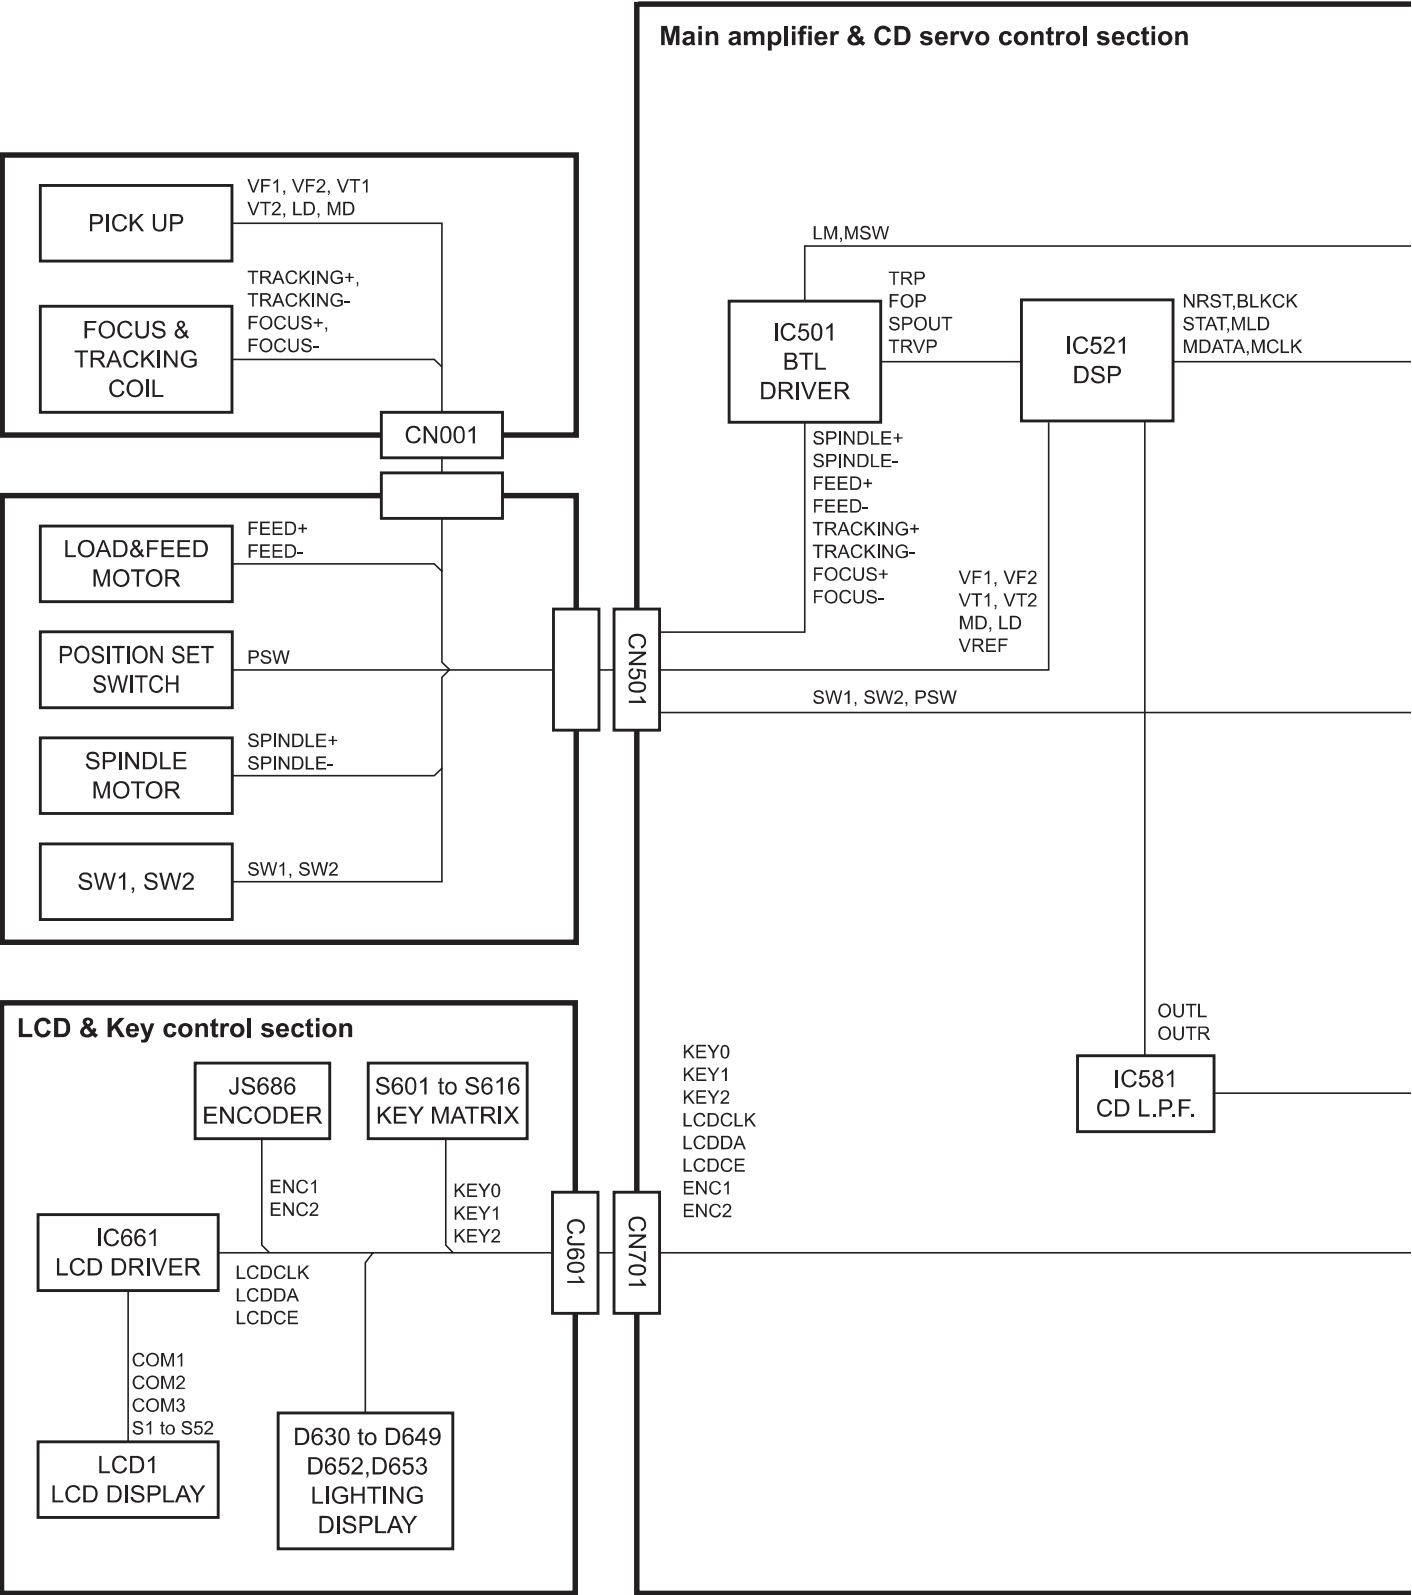 Main amplifier & CD servo control section
PICK UP
VF1, VF2, VT1
VT2, LD, MD
FOCUS &
TRACKING
COIL
TRACKING+,
TRACKING-
FOCUS+,
FOCUS-
CN001
LOAD&FEED
MOTOR
FEED+
FEED-
POSITION SET
SWITCH
PSW
SPINDLE
MOTOR
SPINDLE+
SPINDLE-
SW1, SW2
SW1, SW2
CN501
LM,MSW
IC501
BTL
DRIVER
TRP
FOP
SPOUT
TRVP
IC521
DSP
NRST,BLKCK
STAT,MLD
MDATA,MCLK
SPINDLE+
SPINDLE-
FEED+
FEED-
TRACKING+
TRACKING-
FOCUS+
FOCUS-
VF1, VF2
VT1, VT2
MD, LD
VREF
SW1, SW2, PSW
OUTL
OUTR
IC581
CD L.P.F.
LCD & Key control section
JS686
ENCODER
S601 to S616
KEY MATRIX
ENC1
ENC2
KEY0
KEY1
KEY2
IC661
LCD DRIVER
LCDCLK
LCDDA
LCDCE
COM1
COM2
COM3
S1 to S52
LCD1
LCD DISPLAY
D630 to D649
D652,D653
LIGHTING
DISPLAY
CJ601
CN701
KEY0
KEY1
KEY2
LCDCLK
LCDDA
LCDCE
ENC1
ENC2